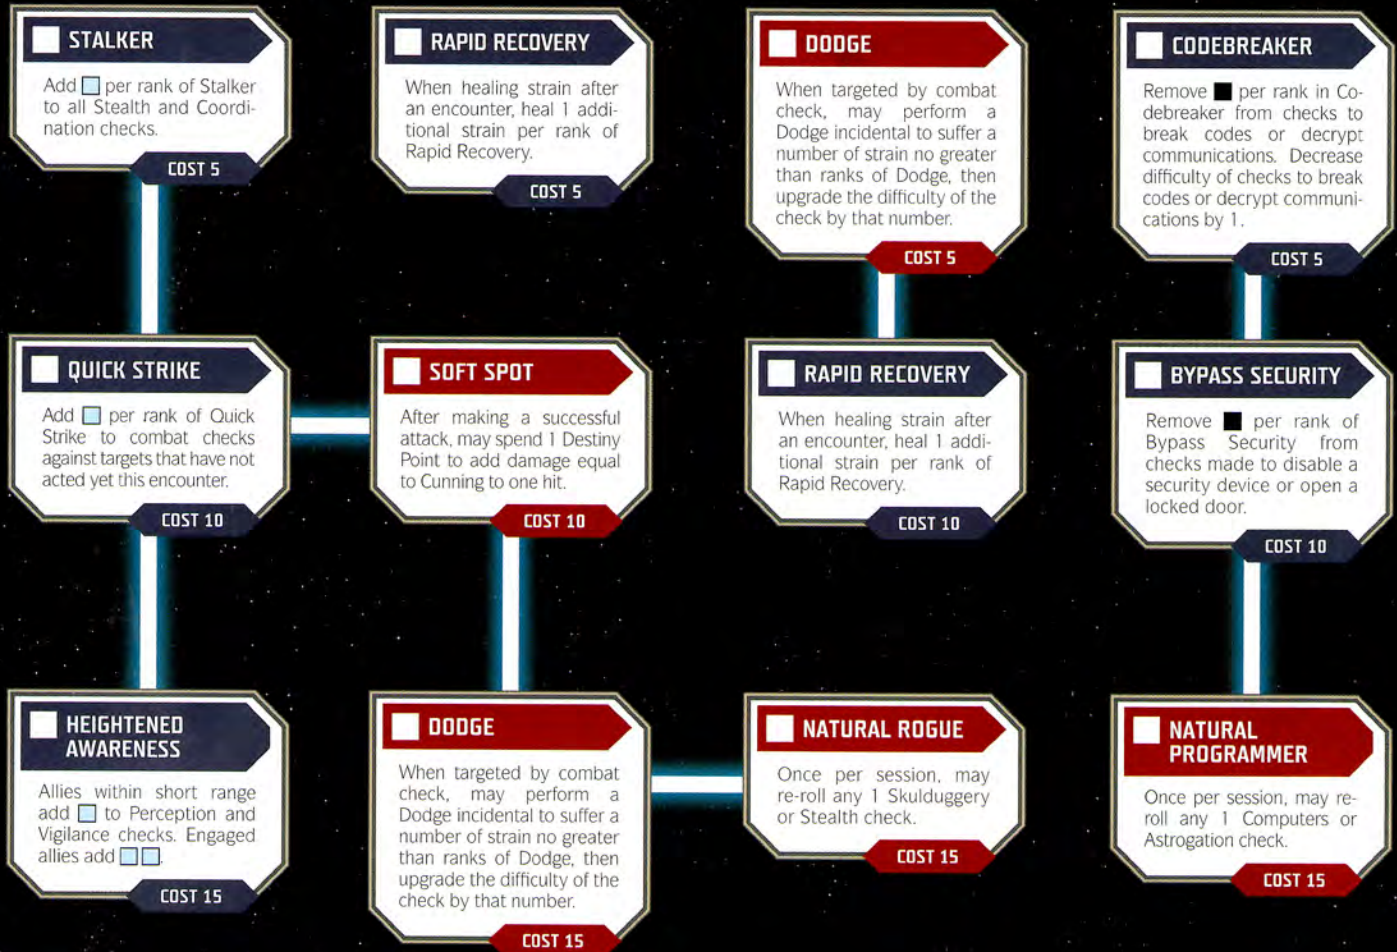 STALKER
Add per rank of Stalker
to all Stealth and Coordi-
nation checks.
COST 5
RAPID RECOVERY
When healing strain after
an encounter, heal 1 addi-
tional strain per rank of
Rapid Recovery.
COST 5
DODGE
When targeted by combat
check, may perform a
Dodge incidental to suffer a
number of strain no greater
than ranks of Dodge, then
upgrade the difficulty of the
check by that number.
COST 5
CODEBREAKER
Remove per rank in Co-
debreaker from checks to
break codes or decrypt
communications. Decrease
difficulty of checks to break
codes or decrypt communi-
cations by 1.
COST 5
QUICK STRIKE
Add per rank of Quick
Strike to combat checks
against targets that have not
acted yet this encounter.
COST 10
SOFT SPOT
After making a successful
attack, may spend 1 Destiny
Point to add damage equal
to Cunning to one hit.
COST 10
RAPID RECOVERY
When healing strain after
an encounter, heal 1 addi-
tional strain per rank of
Rapid Recovery.
COST 10
BYPASS SECURITY
Remove per rank of
Bypass Security from
checks made to disable a
security device or open a
locked door.
COST 10
HEIGHTENED
AWARENESS
Allies within short range
add to Perception and
Vigilance checks. Engaged
allies add .
COST 15
DODGE
When targeted by combat
check, may perform a
Dodge incidental to suffer a
number of strain no greater
than ranks of Dodge, then
upgrade the difficulty of the
check by that number.
COST 15
NATURAL ROGUE
Once per session, may
re-roll any 1 Skulduggery
or Stealth check.
COST 15
NATURAL
PROGRAMMER
Once per session, may re-
roll any 1 Computers or
Astrogation check.
COST 15